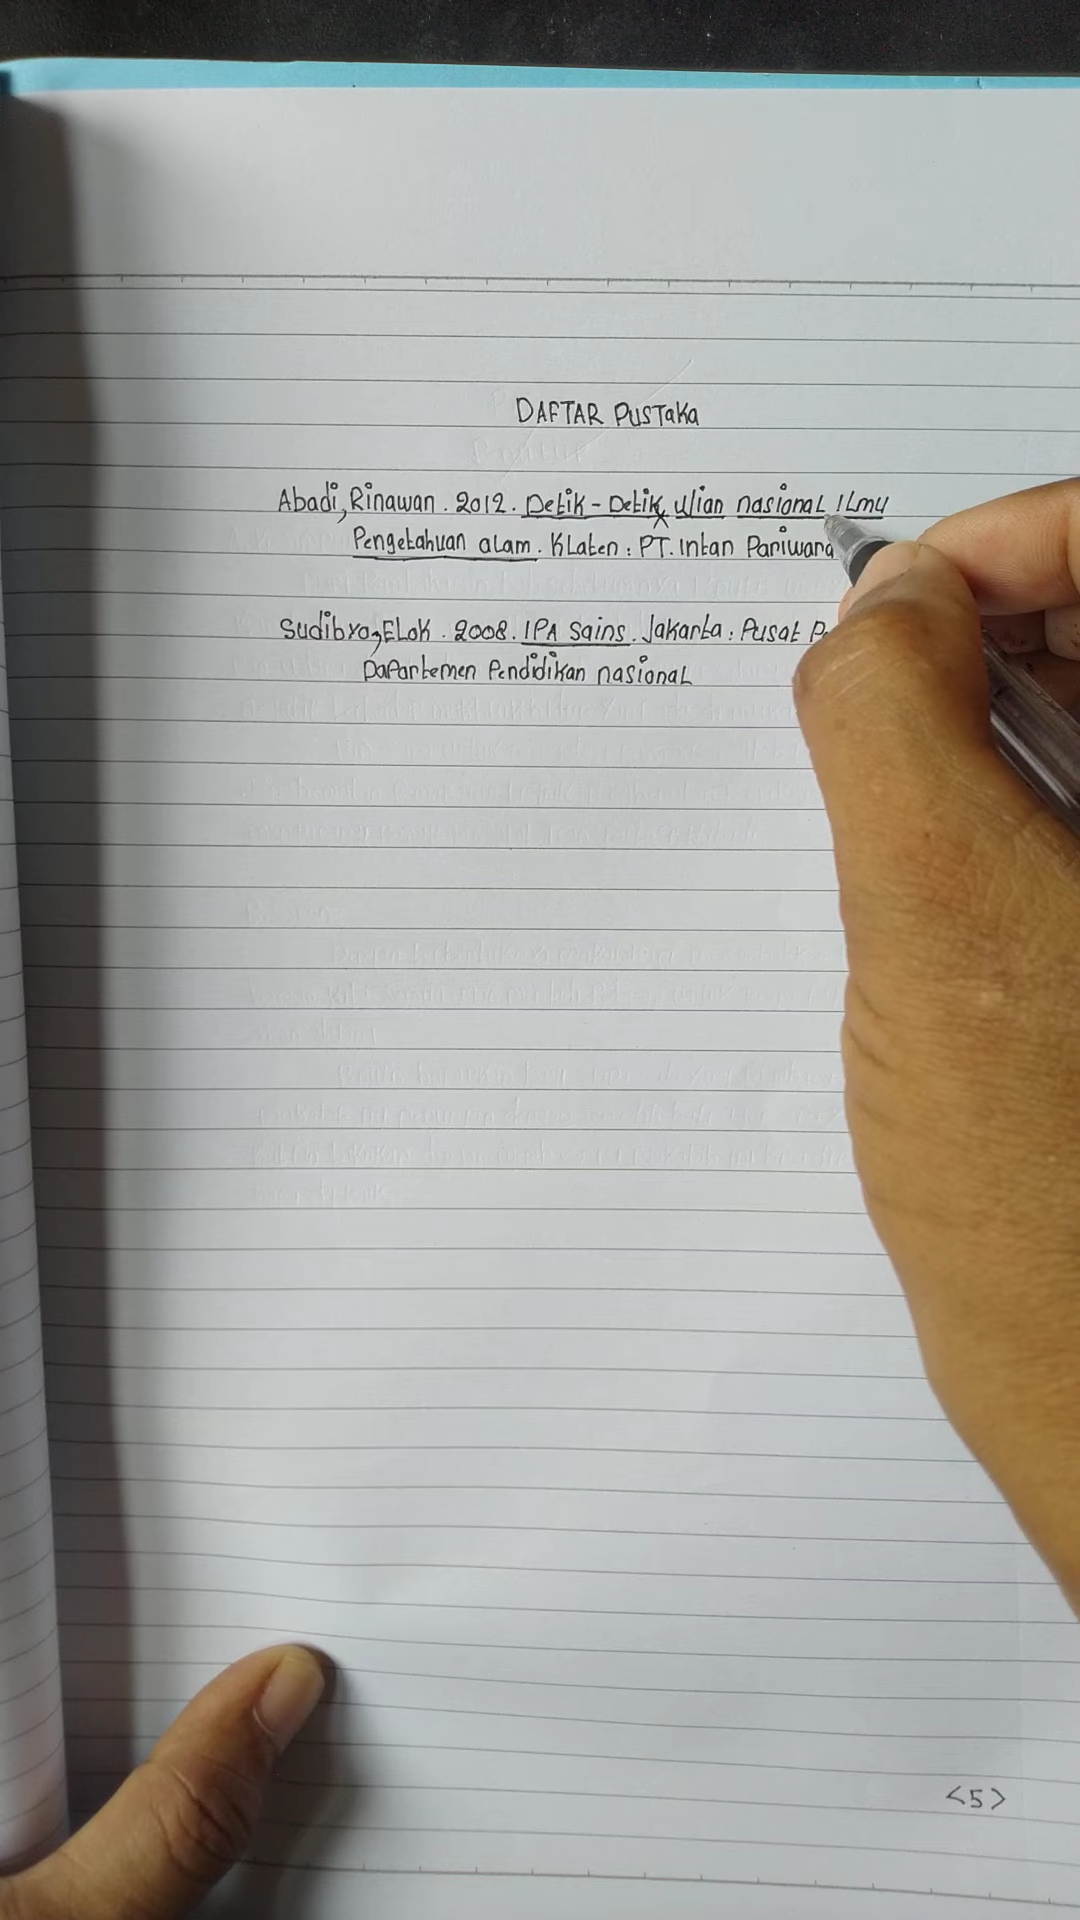 DAFTAR PUSTAKA
Abadi, Rinawan. 2012. Detik - Detik Ujian nasional Ilmu
Pengetahuan alam. Klaten: PT. Intan Pariwara
Sudibyo, Elok. 2008. IPA Sains. Jakarta: Pusat
Dapartemen Pendidikan nasional
<5>